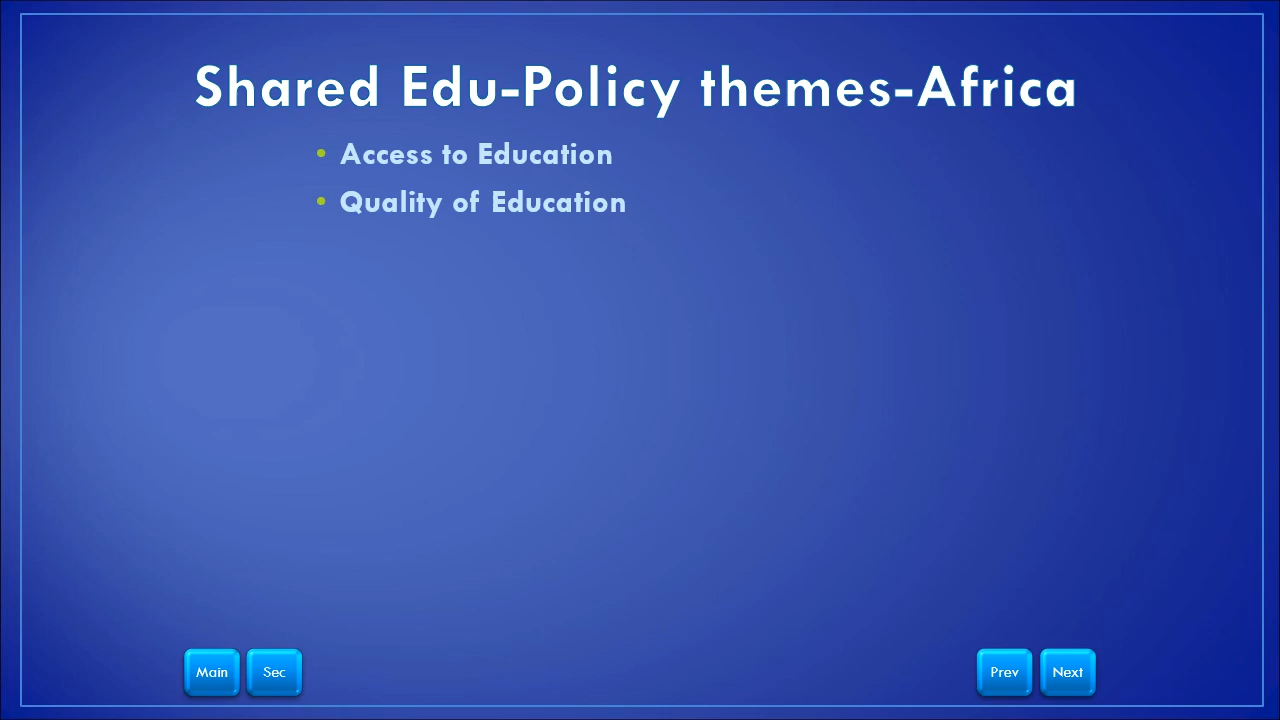 Shared Edu-Policy themes-Africa
• Access to Education
• Quality of Education
Main Sec Prev Next